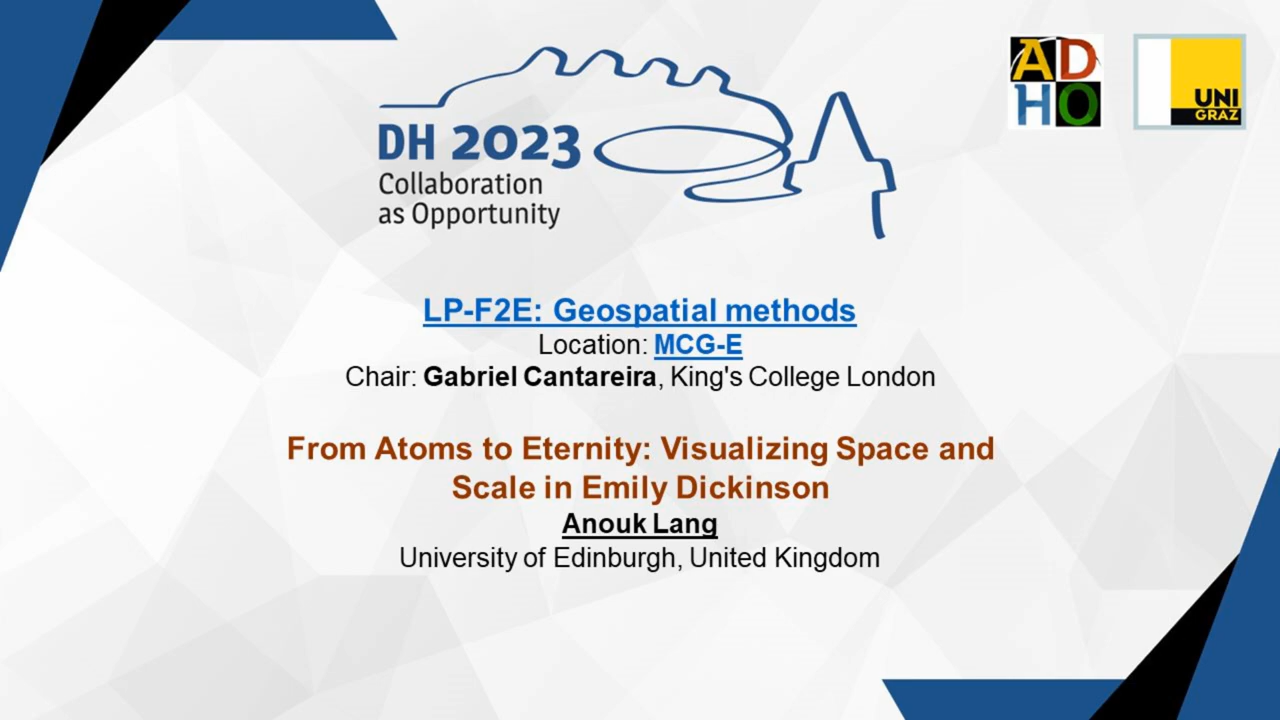 DH 2023
Collaboration
as Opportunity
AD
HO
UNI
GRAZ
LP-F2E: Geospatial methods
Location: MCG-E
Chair: Gabriel Cantareira, King's College London
From Atoms to Eternity: Visualizing Space and
Scale in Emily Dickinson
Anouk Lang
University of Edinburgh, United Kingdom